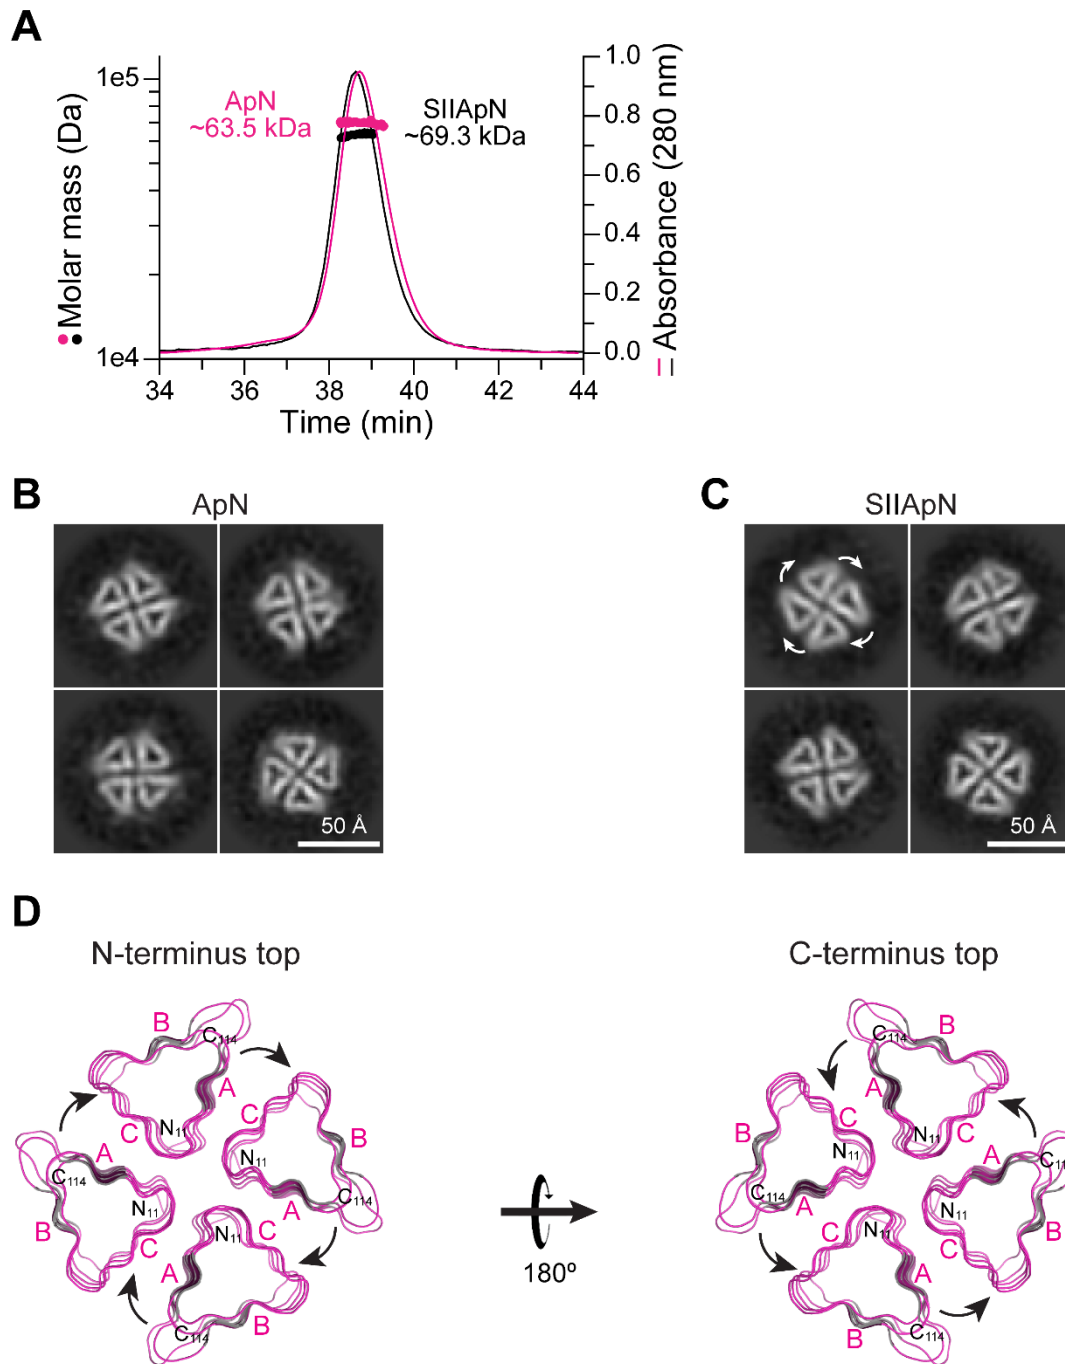 A
1e5
1e4
Molar mass (Da)
ApN
~63.5 kDa
SIIApN
~69.3 kDa
1.0
0.8
0.6
0.4
0.2
0.0
Absorbance (280 nm)
34 36 38 40 42 44
Time (min)
B
ApN
50 Å
C
SIIApN
50 Å
D
N-terminus top
B
C114
A
C
N11
B
N11
A
C114
C
A
N11
C114
B
C
N11
C
A
C114
B
180º
C-terminus top
C114
B
A
C
N11
B
C
N11
C114
A
A
C11
N11
C
B
N11
C
A
C114
B